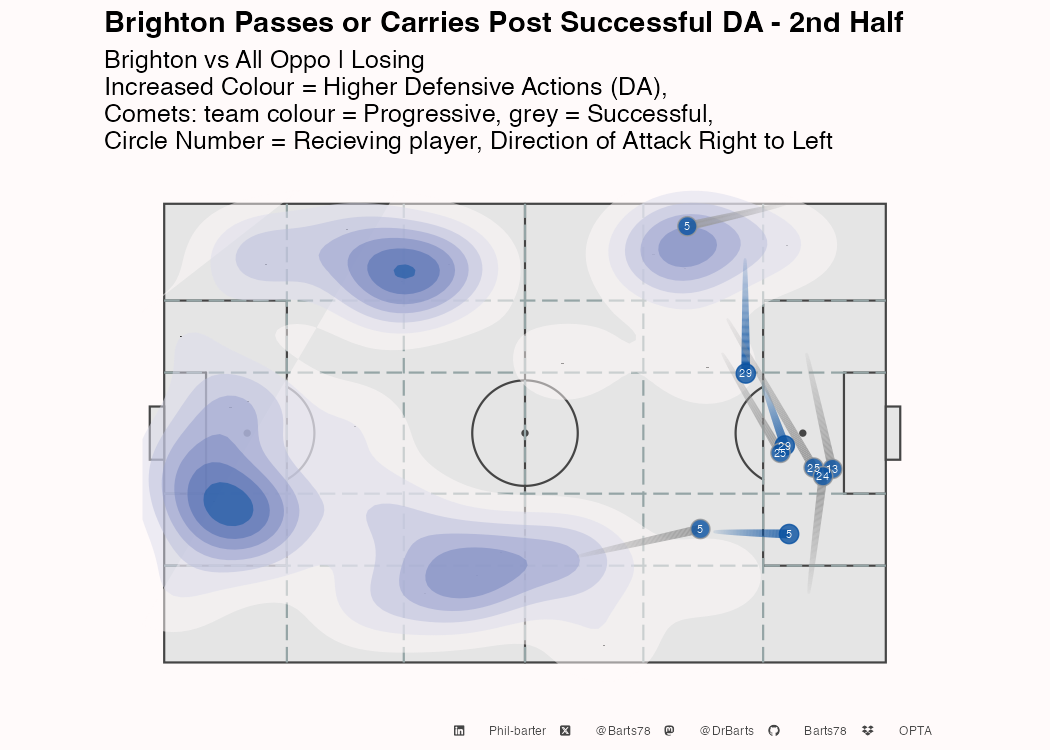 Brighton Passes or Carries Post Successful DA - 2nd Half
Brighton vs All Oppo | Losing
Increased Colour = Higher Defensive Actions (DA),
Comets: team colour = Progressive, grey = Successful,
Circle Number = Recieving player, Direction of Attack Right to Left
5
29
29
25
25
13
24
5
5
Phil-barter @Barts78 @DrBarts Barts78 OPTA